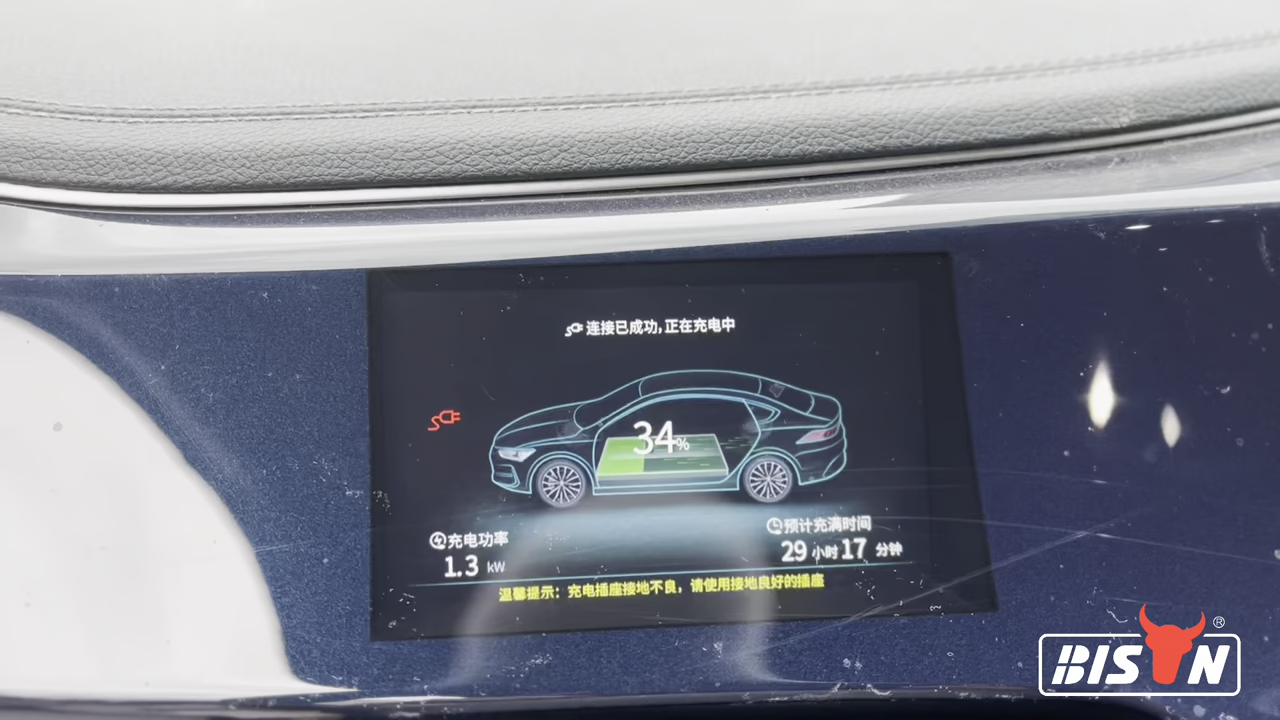 连接已成功,正在充电中
34%
充电功率
1.3 kW
预计充满时间
29 小时 17 分钟
温馨提示：充电插座接地不良，请使用接地良好的插座
BISON®